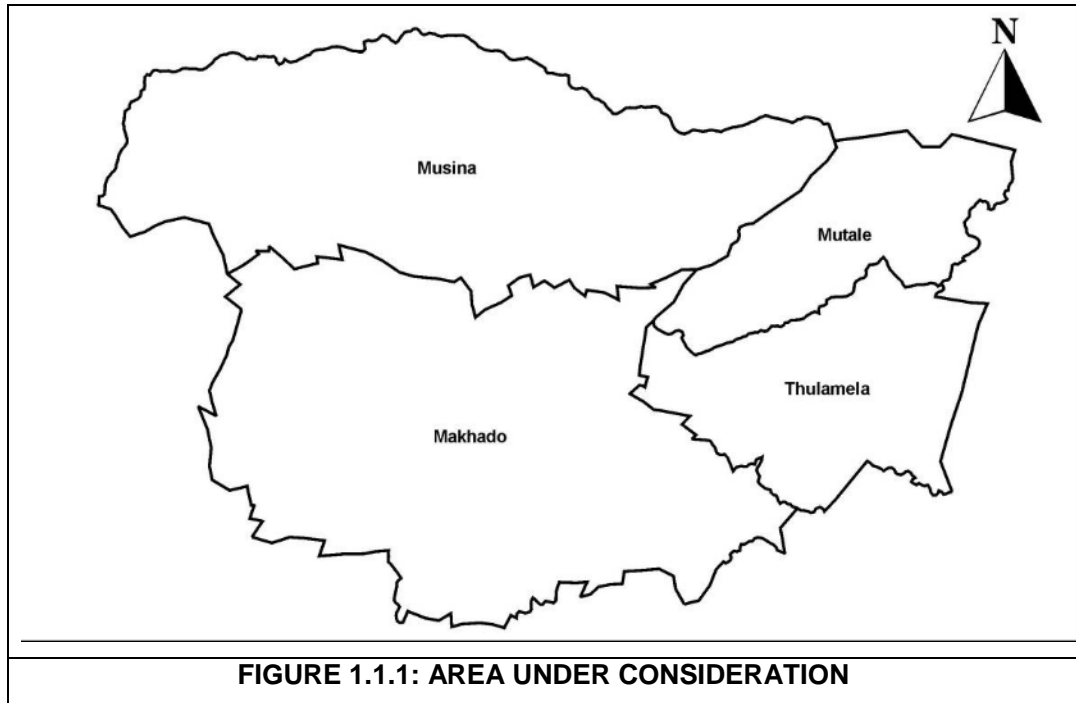 N
Musina
Mutale
Thulamela
Makhado
FIGURE 1.1.1: AREA UNDER CONSIDERATION